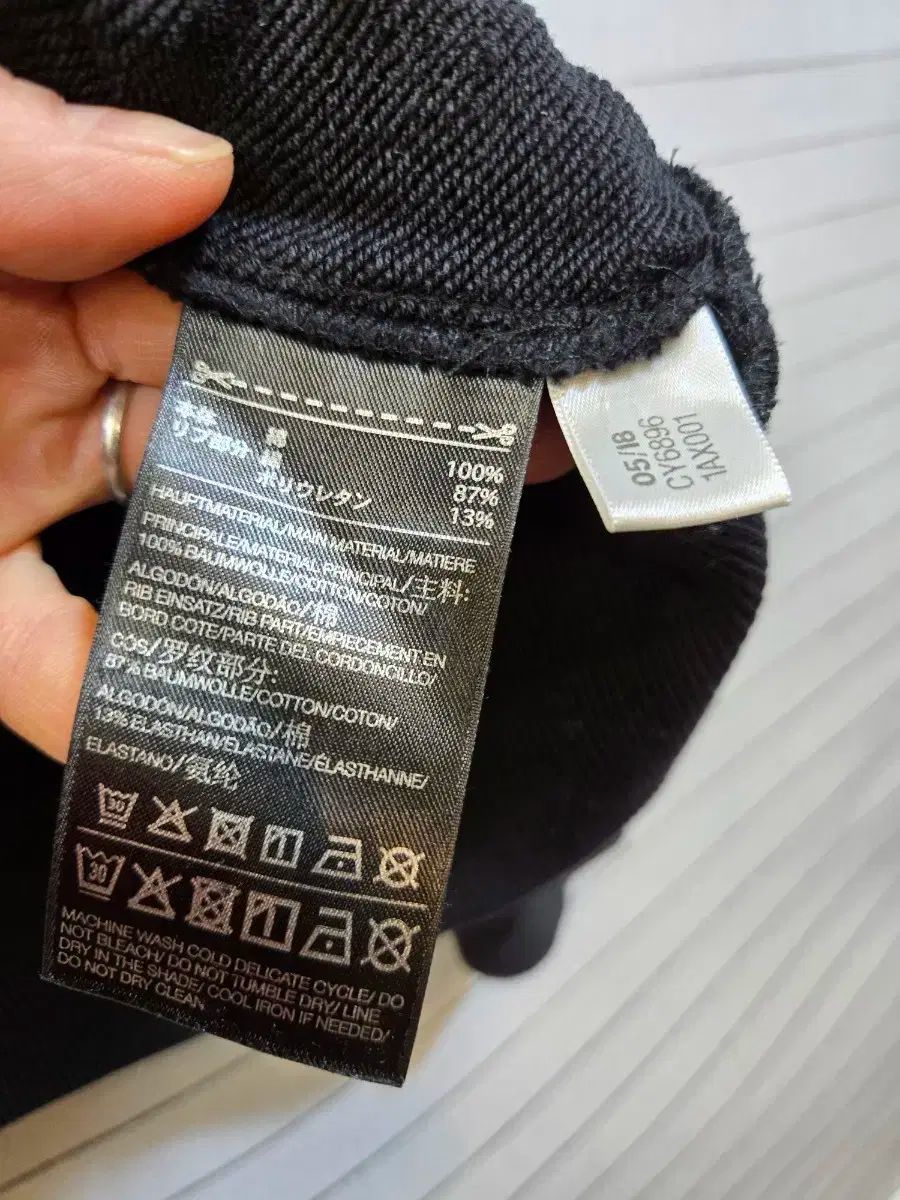 本体 綿 100%
リブ部分 綿 87%
ポリウレタン 13%
HAUPTMATERIAL/MAIN MATERIAL/MATIERE
PRINCIPALE/MATERIAL PRINCIPAL/主料:
100% BAUMWOLLE/COTTON/COTON/
ALGODÓN/ALGODÃO/棉
RIB EINSATZ/RIB PART/EMPIECEMENT EN
BORD COTE/PARTE DEL CORDONCILLO/
COS/罗纹部分:
87% BAUMWOLLE/COTTON/COTON/
ALGODÓN/ALGODÃO/棉
13% ELASTHAN/ELASTANE/ÉLASTHANNE/
ELASTANO/氨纶
30
30
MACHINE WASH COLD DELICATE CYCLE/ DO
NOT BLEACH/ DO NOT TUMBLE DRY/ LINE
DRY IN THE SHADE/ COOL IRON IF NEEDED/
DO NOT DRY CLEAN
05/18
CY6896
1AX001